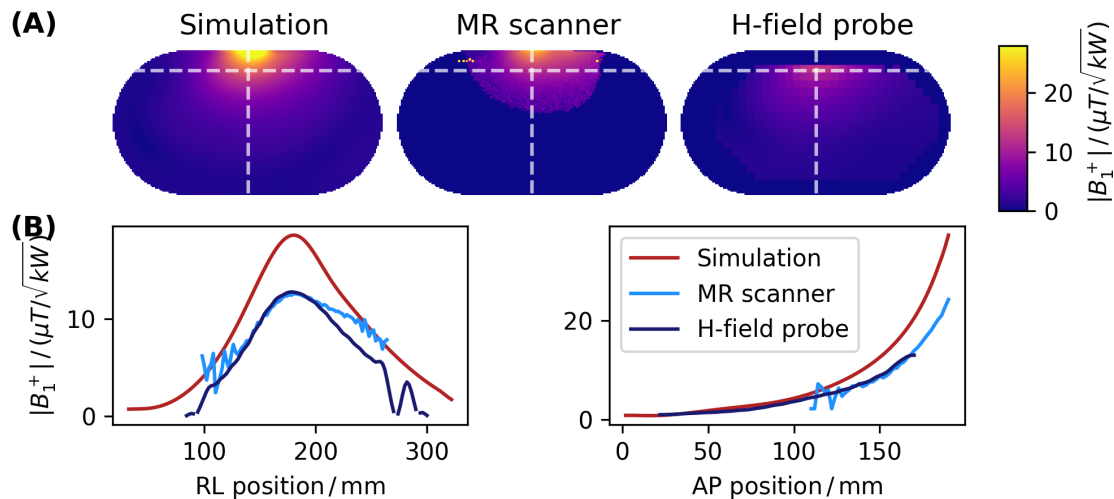 (A)
Simulation
MR scanner
H-field probe
20
10
0
|B₁⁺| / (μT/√kW)
(B)
|B₁⁺| / (μT/√kW)
10
0
100
200
300
RL position / mm
20
0
0
50
100
150
AP position / mm
Simulation
MR scanner
H-field probe